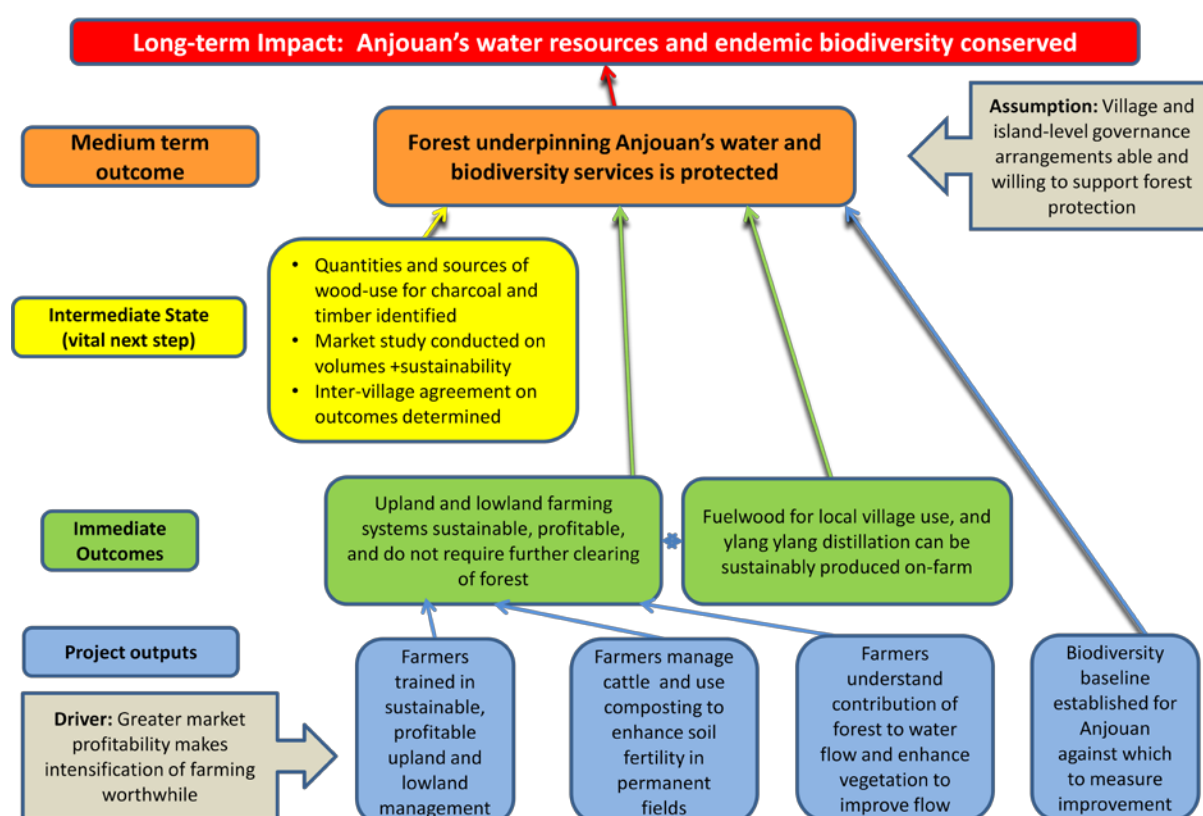 Long-term Impact: Anjouan's water resources and endemic biodiversity conserved
Medium term
outcome
Forest underpinning Anjouan's water and
biodiversity services is protected
Assumption: Village and
island-level governance
arrangements able and
willing to support forest
protection
Intermediate State
(vital next step)
• Quantities and sources of
wood-use for charcoal and
timber identified
• Market study conducted on
volumes +sustainability
• Inter-village agreement on
outcomes determined
Immediate
Outcomes
Upland and lowland farming
systems sustainable, profitable,
and do not require further clearing
of forest
Fuelwood for local village use, and
ylang ylang distillation can be
sustainably produced on-farm
Project outputs
Driver: Greater market
profitability makes
intensification of farming
worthwhile
Farmers
trained in
sustainable,
profitable
upland and
lowland
management
Farmers manage
cattle and use
composting to
enhance soil
fertility in
permanent
fields
Farmers
understand
contribution of
forest to water
flow and enhance
vegetation to
improve flow
Biodiversity
baseline
established for
Anjouan
against which
to measure
improvement